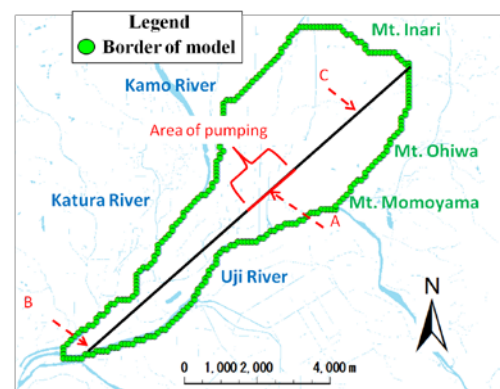 Legend
Border of model
Mt. Inari
Kamo River
C
Area of pumping
Mt. Ohiwa
Katura River
Mt. Momoyama
A
Uji River
B
N
0 1,000 2,000 4,000 m